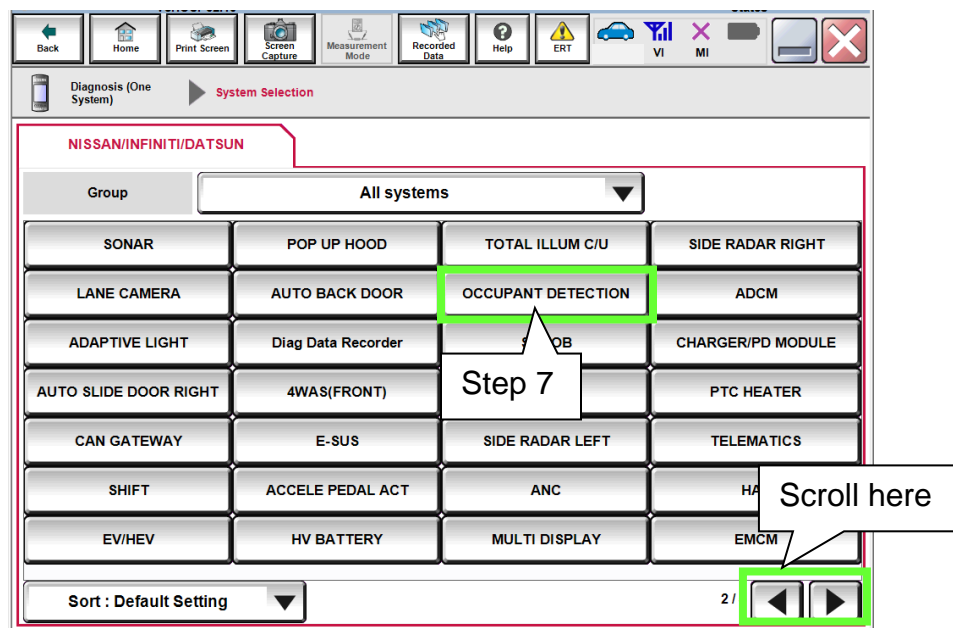 Back
Home
Print Screen
Screen
Capture
Measurement
Mode
Recorded
Data
Help
ERT
VI
MI
Diagnosis (One
System)
System Selection
NISSAN/INFINITI/DATSUN
Group
All systems
SONAR
POP UP HOOD
TOTAL ILLUM C/U
SIDE RADAR RIGHT
LANE CAMERA
AUTO BACK DOOR
OCCUPANT DETECTION
ADCM
ADAPTIVE LIGHT
Diag Data Recorder
CHARGER/PD MODULE
AUTO SLIDE DOOR RIGHT
4WAS(FRONT)
Step 7
PTC HEATER
CAN GATEWAY
E-SUS
SIDE RADAR LEFT
TELEMATICS
SHIFT
ACCELE PEDAL ACT
ANC
Scroll here
EV/HEV
HV BATTERY
MULTI DISPLAY
EMCM
Sort : Default Setting
2/